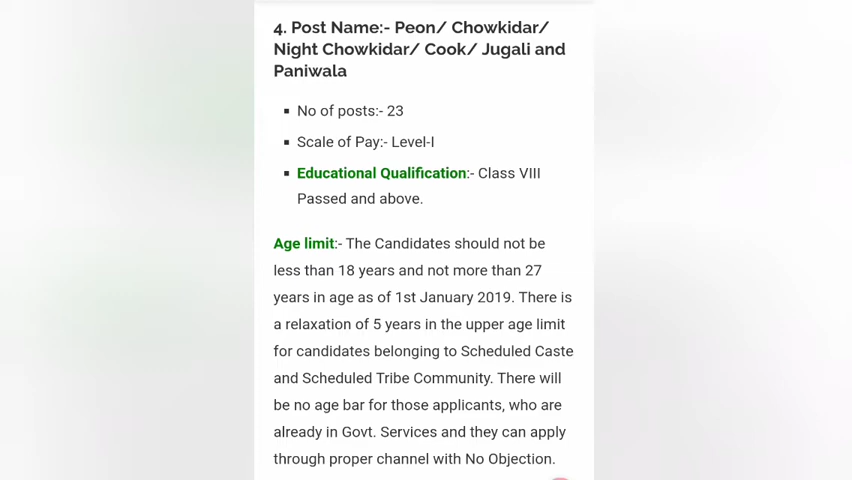 4. Post Name:- Peon/ Chowkidar/
Night Chowkidar/ Cook/ Jugali and
Paniwala
▪ No of posts:- 23
▪ Scale of Pay:- Level-I
▪ Educational Qualification:- Class VIII
Passed and above.
Age limit:- The Candidates should not be
less than 18 years and not more than 27
years in age as of 1st January 2019. There is
a relaxation of 5 years in the upper age limit
for candidates belonging to Scheduled Caste
and Scheduled Tribe Community. There will
be no age bar for those applicants, who are
already in Govt. Services and they can apply
through proper channel with No Objection.